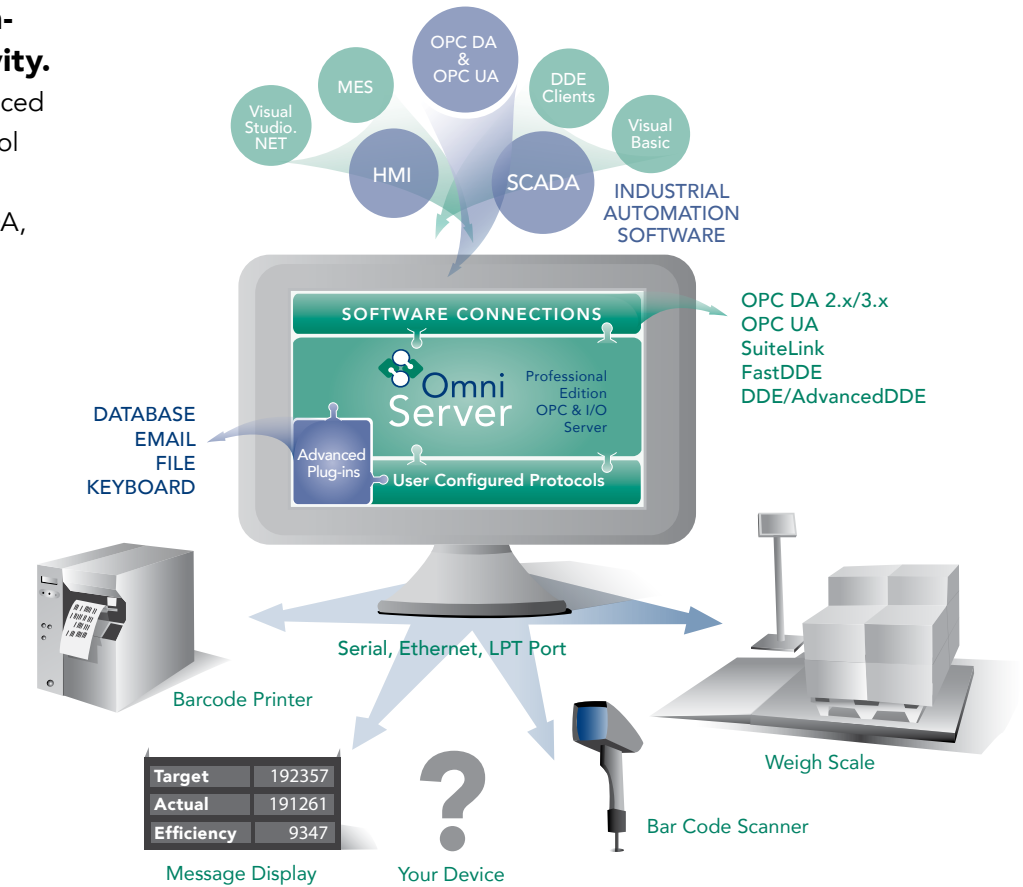 OPC DA
&
OPC UA
MES
DDE
Clients
Visual
Studio.
NET
Visual
Basic
HMI
SCADA
INDUSTRIAL
AUTOMATION
SOFTWARE
SOFTWARE CONNECTIONS
Omni
Server
Professional
Edition
OPC & I/O
Server
Advanced
Plug-ins
User Configured Protocols
OPC DA 2.x/3.x
OPC UA
SuiteLink
FastDDE
DDE/AdvancedDDE
DATABASE
EMAIL
FILE
KEYBOARD
Serial, Ethernet, LPT Port
Barcode Printer
Weigh Scale
Target 192357
Actual 191261
Efficiency 9347
Message Display
?
Your Device
Bar Code Scanner